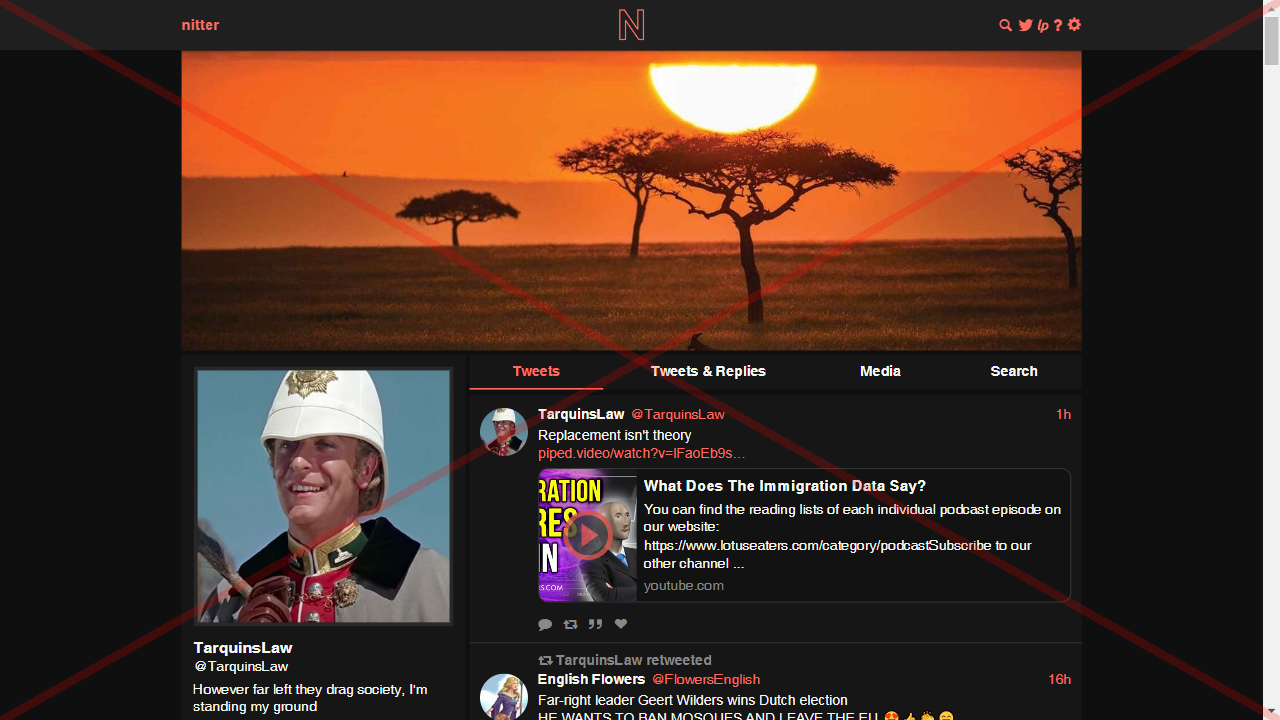 nitter
N
lp ?
Tweets
Tweets & Replies
Media
Search
TarquinsLaw @TarquinsLaw 1h
Replacement isn't theory
piped.video/watch?v=IFaoEb9s…
RATION
RES
N
S.COM
What Does The Immigration Data Say?
You can find the reading lists of each individual podcast episode on
our website:
https://www.lotuseaters.com/category/podcastSubscribe to our
other channel ...
youtube.com
TarquinsLaw
@TarquinsLaw
However far left they drag society, I'm
standing my ground
TarquinsLaw retweeted
English Flowers @FlowersEnglish 16h
Far-right leader Geert Wilders wins Dutch election
HE WANTS TO BAN MOSQUES AND LEAVE THE EU 🤩👍👏😄